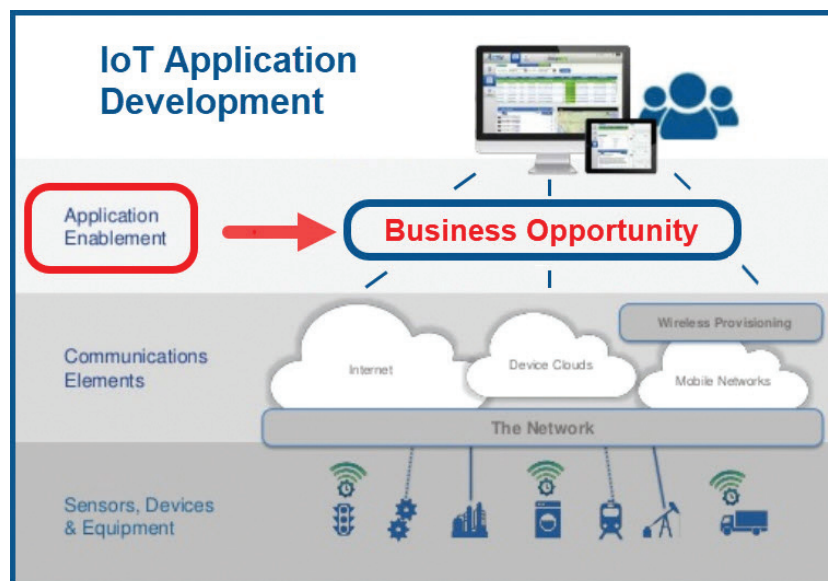 IoT Application
Development
Application
Enablement
Business Opportunity
Wireless Provisioning
Communications
Elements
Internet
Device Clouds
Mobile Networks
The Network
Sensors, Devices
& Equipment